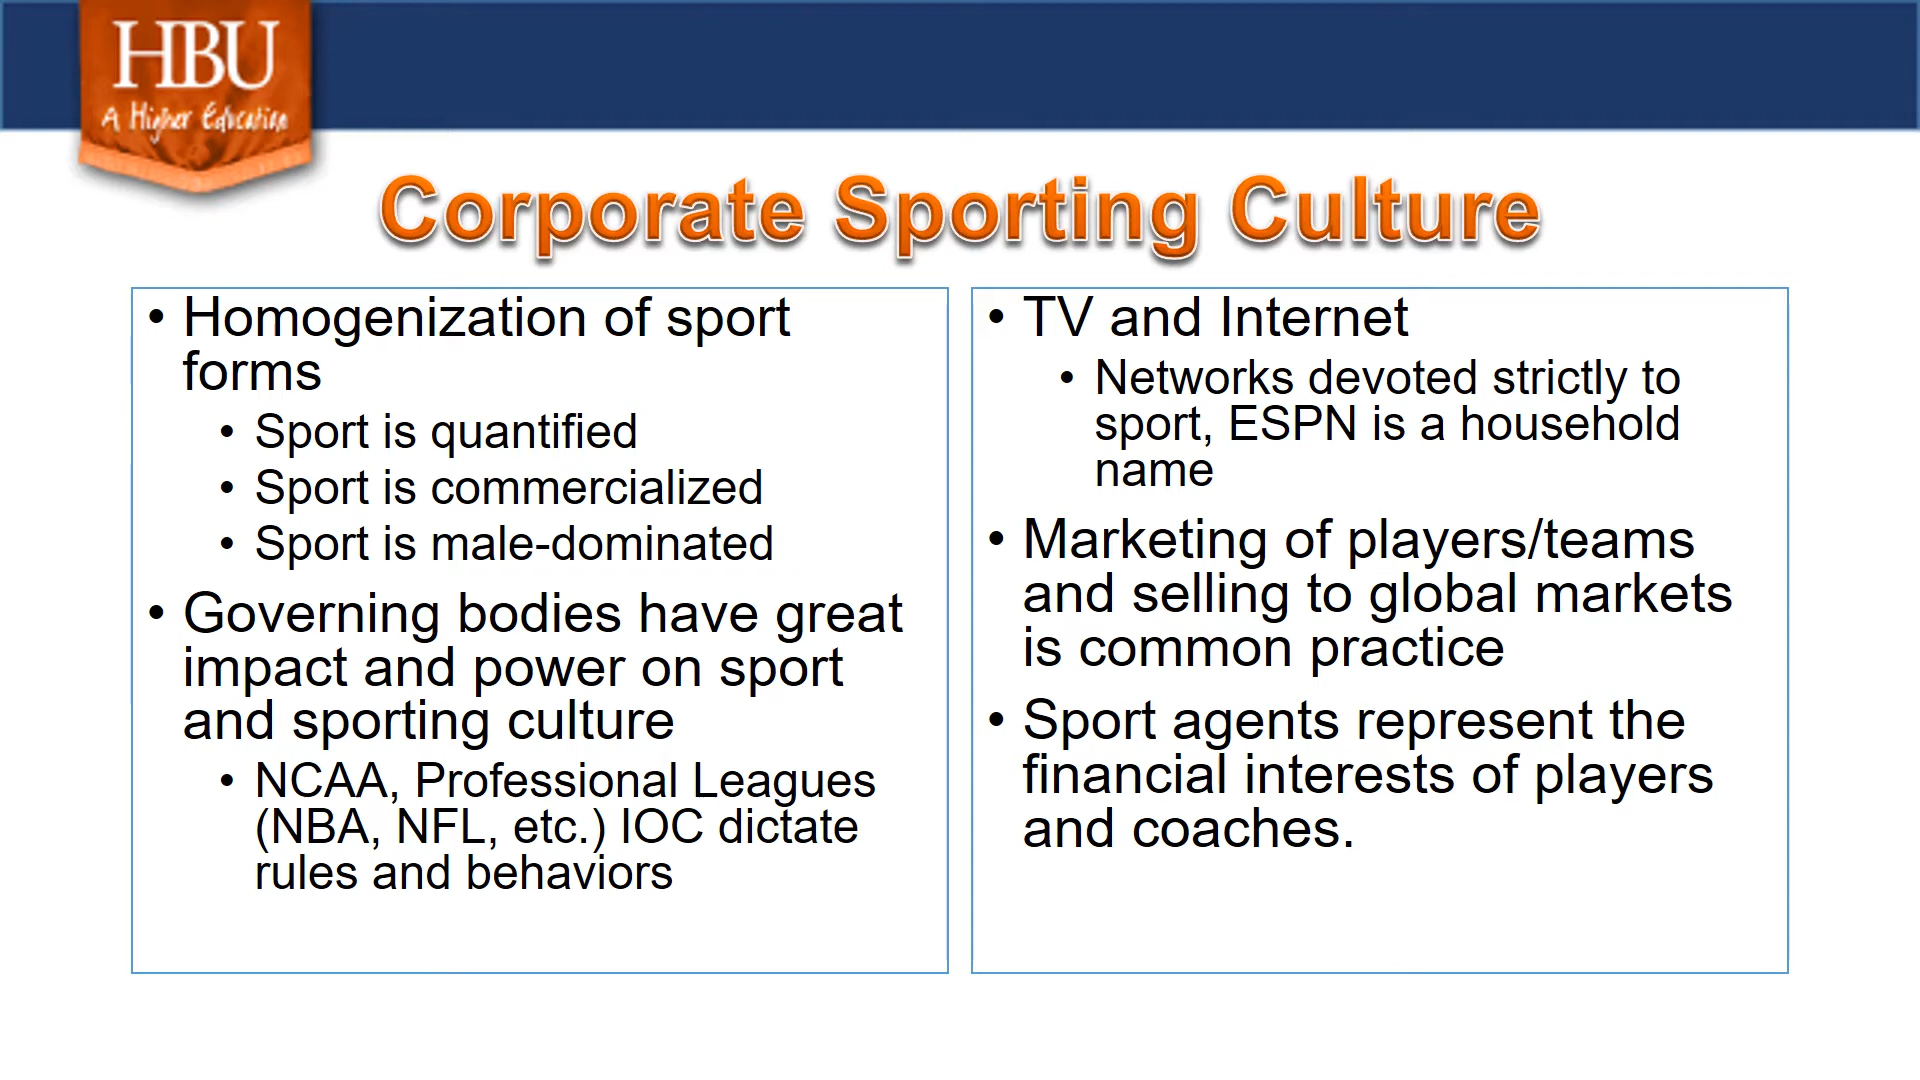 HBU
A Higher Education
Corporate Sporting Culture
• Homogenization of sport
forms
• Sport is quantified
• Sport is commercialized
• Sport is male-dominated
• Governing bodies have great
impact and power on sport
and sporting culture
• NCAA, Professional Leagues
(NBA, NFL, etc.) IOC dictate
rules and behaviors
• TV and Internet
• Networks devoted strictly to
sport, ESPN is a household
name
• Marketing of players/teams
and selling to global markets
is common practice
• Sport agents represent the
financial interests of players
and coaches.